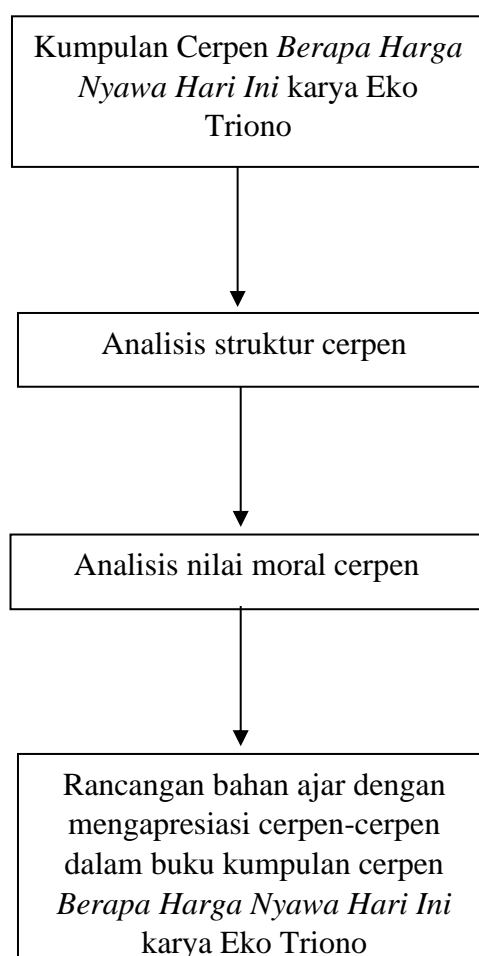 Kumpulan Cerpen Berapa Harga
Nyawa Hari Ini karya Eko
Triono
Analisis struktur cerpen
Analisis nilai moral cerpen
Rancangan bahan ajar dengan
mengapresiasi cerpen-cerpen
dalam buku kumpulan cerpen
Berapa Harga Nyawa Hari Ini
karya Eko Triono